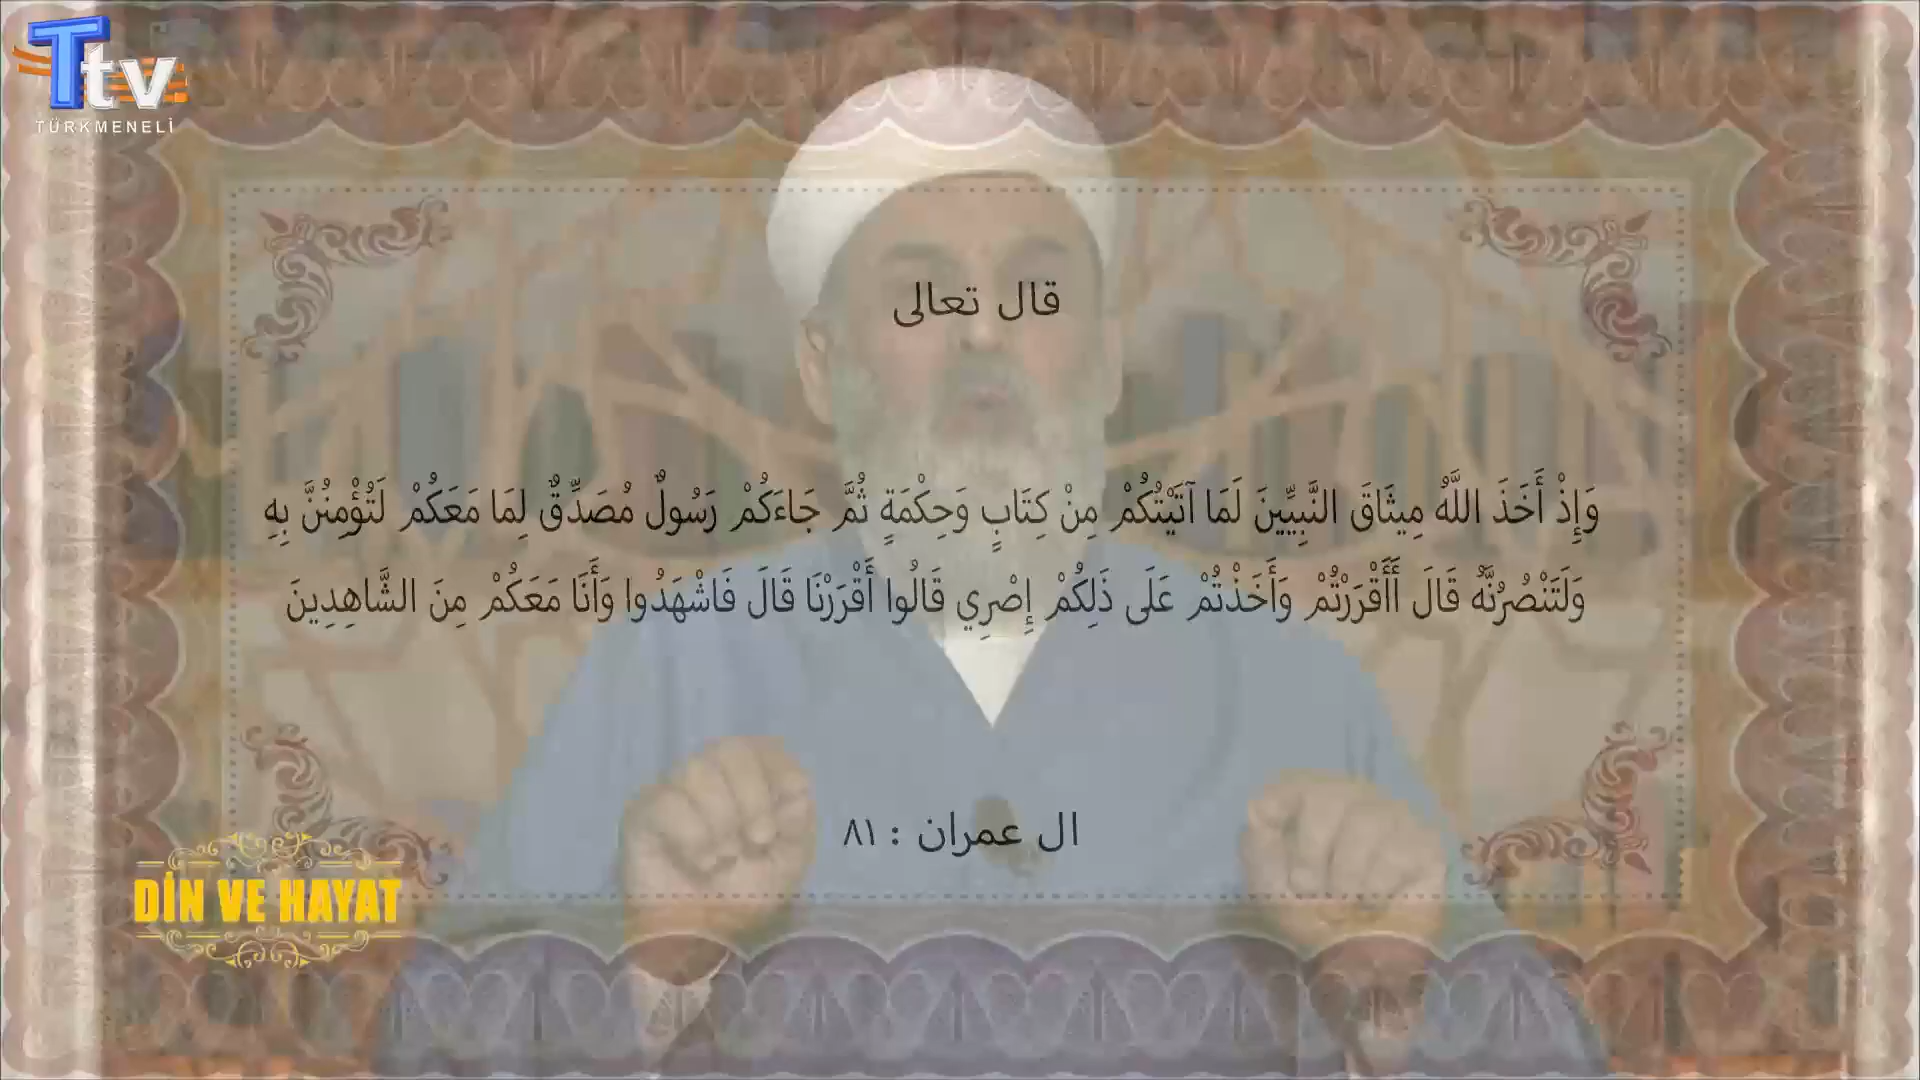 Ttv
TÜRKMENELİ
قال تعالى
وَإِذْ أَخَذَ اللَّهُ مِيثَاقَ النَّبِيِّينَ لَمَا آتَيْتُكُمْ مِنْ كِتَابٍ وَحِكْمَةٍ ثُمَّ جَاءَكُمْ رَسُولٌ مُصَدِّقٌ لِمَا مَعَكُمْ لَتُؤْمِنُنَّ بِهِ
وَلَتَنْصُرُنَّهُ قَالَ أَأَقْرَرْتُمْ وَأَخَذْتُمْ عَلَى ذَلِكُمْ إِصْرِي قَالُوا أَقْرَرْنَا قَالَ فَاشْهَدُوا وَأَنَا مَعَكُمْ مِنَ الشَّاهِدِينَ
ال عمران : ٨١
DİN VE HAYAT